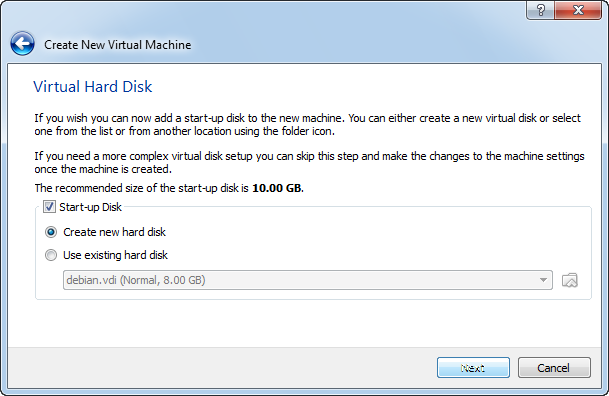 ?
Create New Virtual Machine
Virtual Hard Disk
If you wish you can now add a start-up disk to the new machine. You can either create a new virtual disk or select
one from the list or from another location using the folder icon.
If you need a more complex virtual disk setup you can skip this step and make the changes to the machine settings
once the machine is created.
The recommended size of the start-up disk is 10.00 GB.
Start-up Disk
Create new hard disk
Use existing hard disk
debian.vdi (Normal, 8.00 GB)
Next Cancel